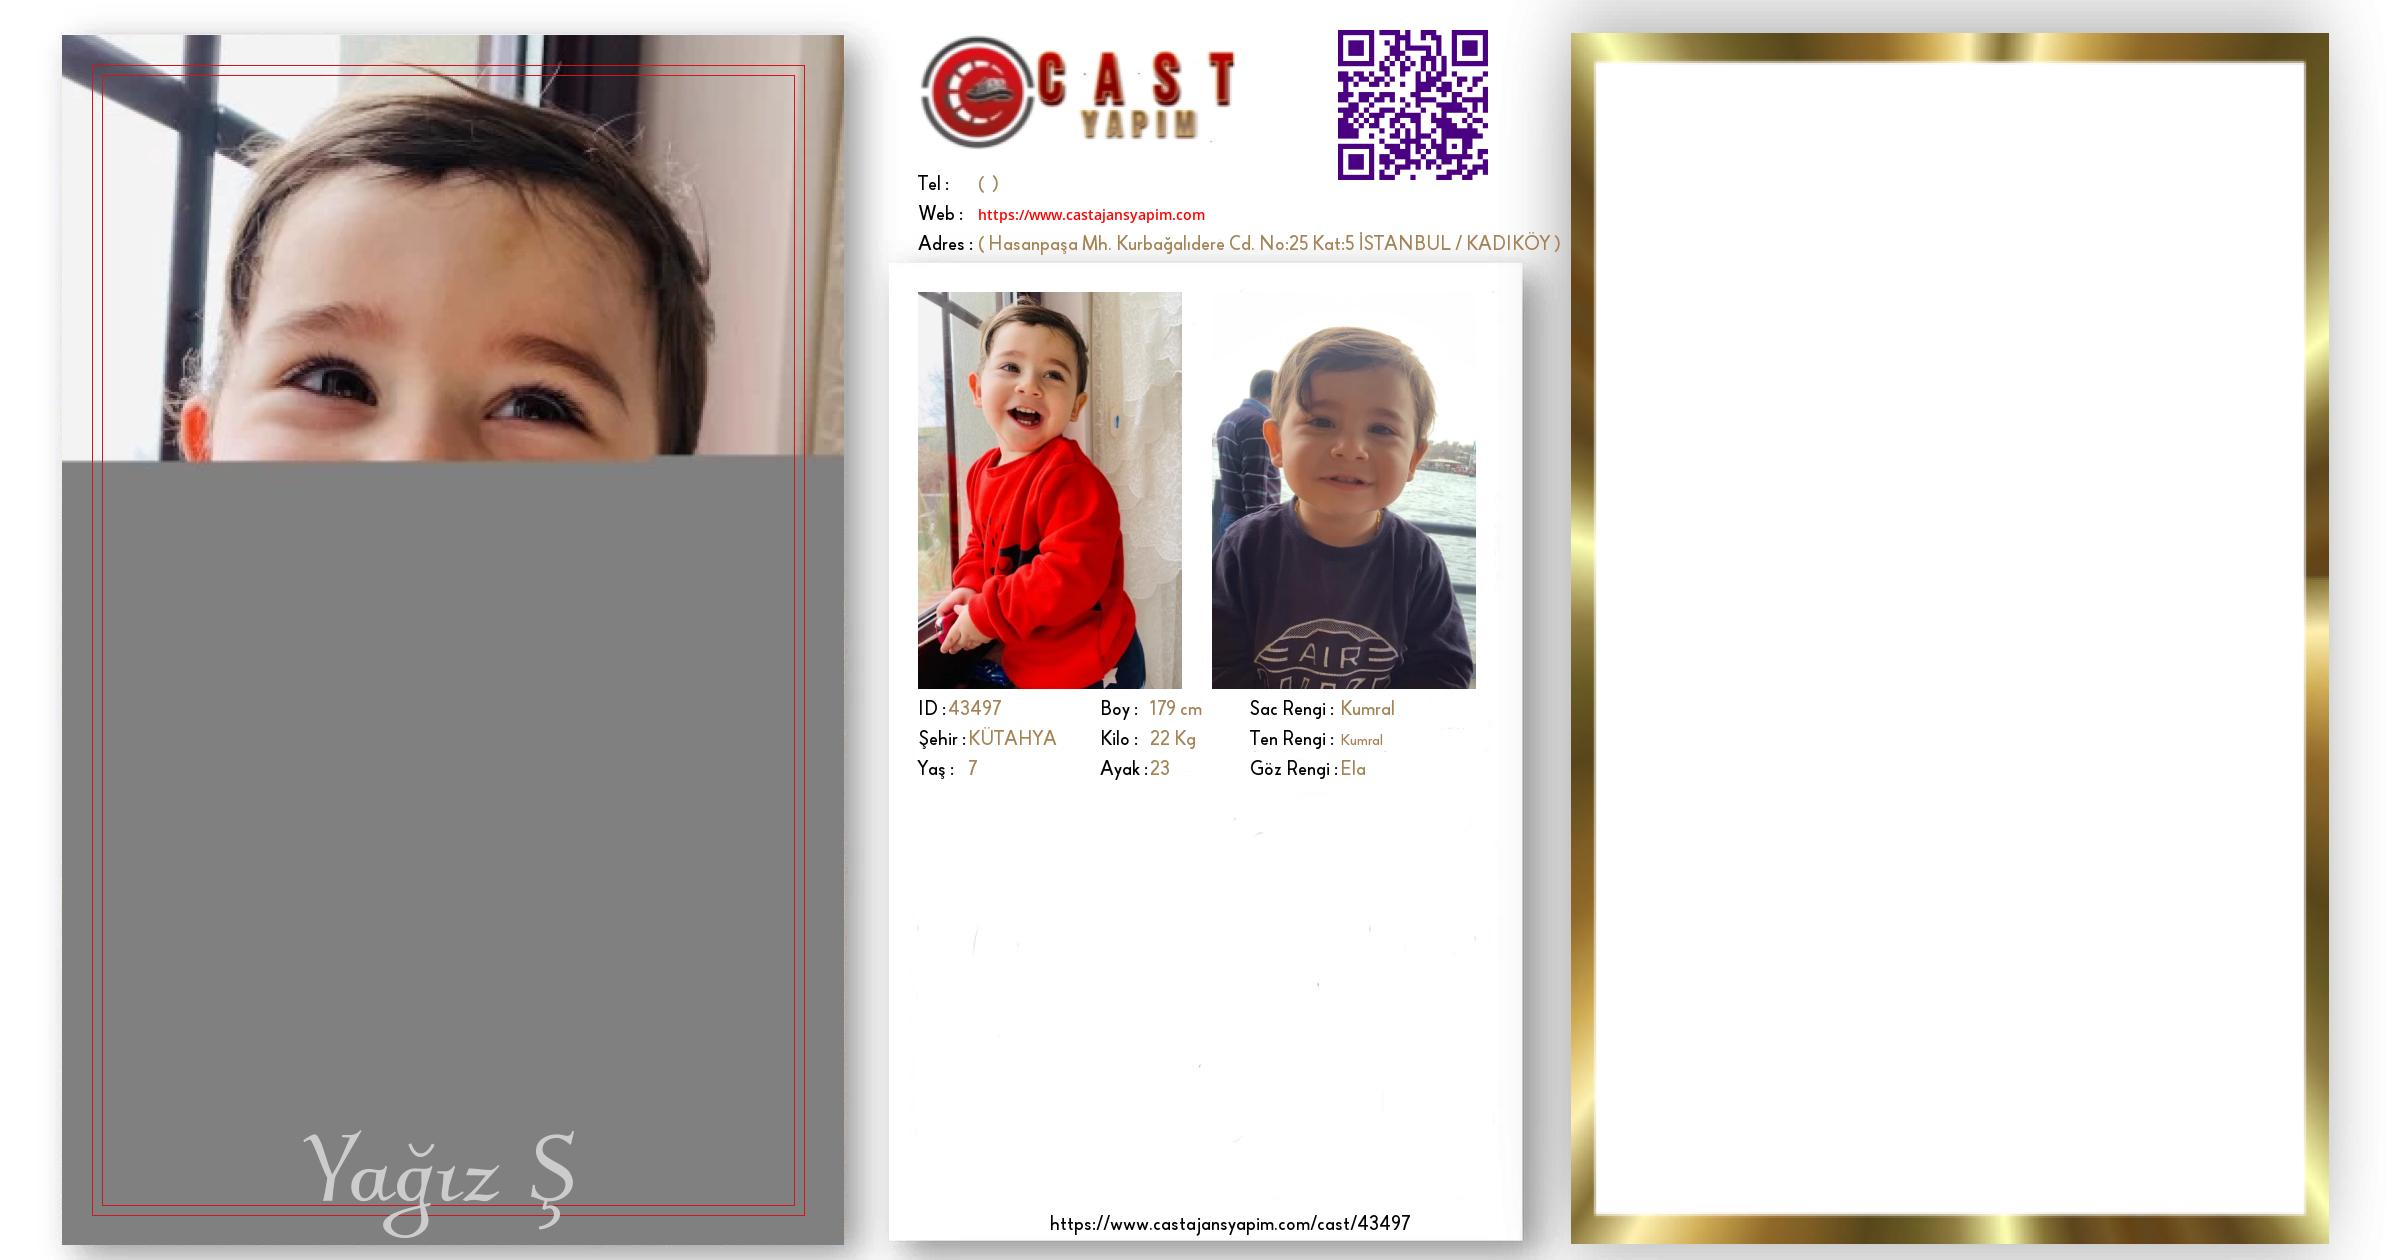 CAST
YAPIM
Tel : ( )
Web : https://www.castajansyapim.com
Adres : ( Hasanpaşa Mh. Kurbağalıdere Cd. No:25 Kat:5 İSTANBUL / KADIKÖY )
AIR
ID : 43497 Boy : 179 cm Sac Rengi : Kumral
Şehir : KÜTAHYA Kilo : 22 Kg Ten Rengi : Kumral
Yaş : 7 Ayak : 23 Göz Rengi : Ela
Yağız Ş
https://www.castajansyapim.com/cast/43497